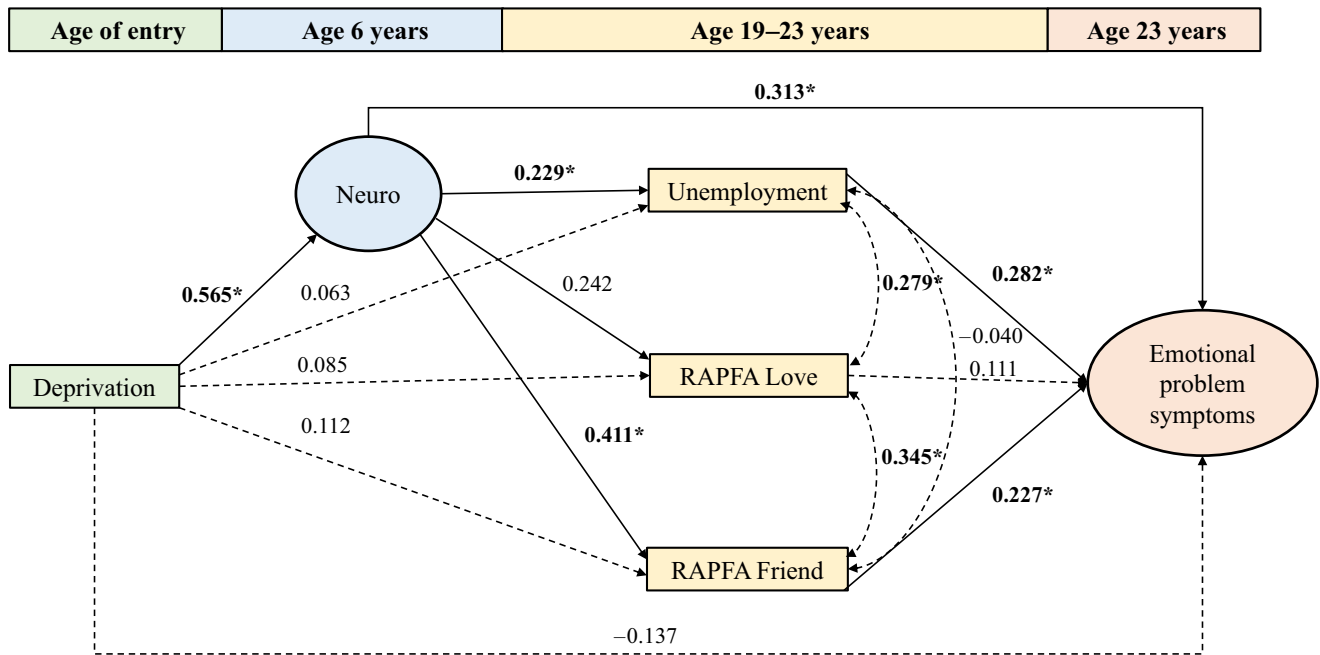 Age of entry
Age 6 years
Age 19–23 years
Age 23 years
0.313*
Neuro
0.229*
Unemployment
0.565*
0.063
0.242
0.279*
0.282*
−0.040
Deprivation
0.085
RAPFA Love
0.111
Emotional
problem
symptoms
0.112
0.411*
0.345*
0.227*
RAPFA Friend
−0.137